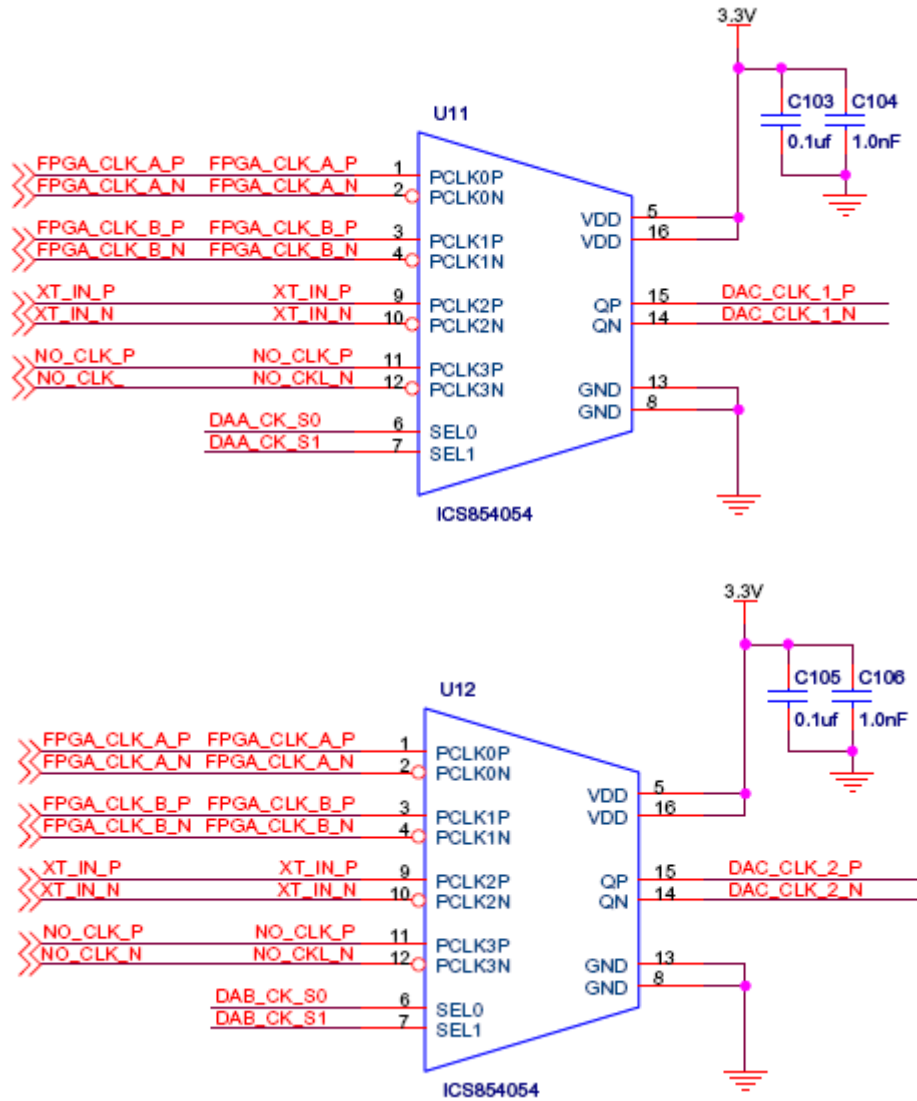 3.3V
C103 C104
0.1uf 1.0nF
U11
FPGA_CLK_A_P FPGA_CLK_A_P 1 PCLK0P
FPGA_CLK_A_N FPGA_CLK_A_N 2 PCLK0N
VDD 5
FPGA_CLK_B_P FPGA_CLK_B_P 3 PCLK1P VDD 16
FPGA_CLK_B_N FPGA_CLK_B_N 4 PCLK1N
XT_IN_P XT_IN_P 9 PCLK2P QP 15 DAC_CLK_1_P
XT_IN_N XT_IN_N 10 PCLK2N QN 14 DAC_CLK_1_N
NO_CLK_P NO_CLK_P 11 PCLK3P
NO_CLK_ NO_CKL_N 12 PCLK3N GND 13
GND 8
DAA_CK_S0 6 SEL0
DAA_CK_S1 7 SEL1
ICS854054
3.3V
C105 C106
0.1uf 1.0nF
U12
FPGA_CLK_A_P FPGA_CLK_A_P 1 PCLK0P
FPGA_CLK_A_N FPGA_CLK_A_N 2 PCLK0N
VDD 5
FPGA_CLK_B_P FPGA_CLK_B_P 3 PCLK1P VDD 16
FPGA_CLK_B_N FPGA_CLK_B_N 4 PCLK1N
XT_IN_P XT_IN_P 9 PCLK2P QP 15 DAC_CLK_2_P
XT_IN_N XT_IN_N 10 PCLK2N QN 14 DAC_CLK_2_N
NO_CLK_P NO_CLK_P 11 PCLK3P
NO_CLK_N NO_CKL_N 12 PCLK3N GND 13
GND 8
DAB_CK_S0 6 SEL0
DAB_CK_S1 7 SEL1
ICS854054